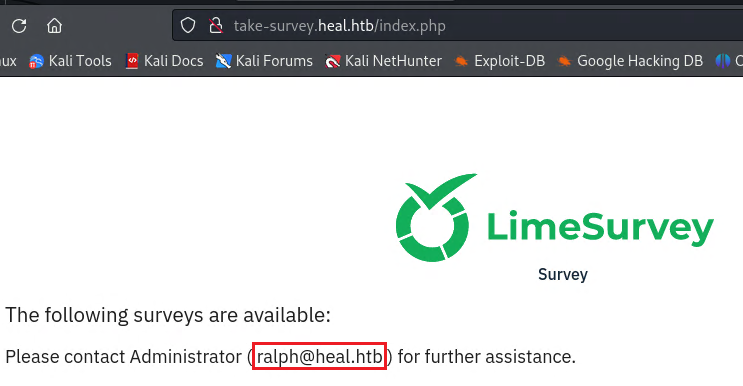 take-survey.heal.htb/index.php
ux Kali Tools Kali Docs Kali Forums Kali NetHunter Exploit-DB Google Hacking DB
LimeSurvey
Survey
The following surveys are available:
Please contact Administrator (ralph@heal.htb) for further assistance.